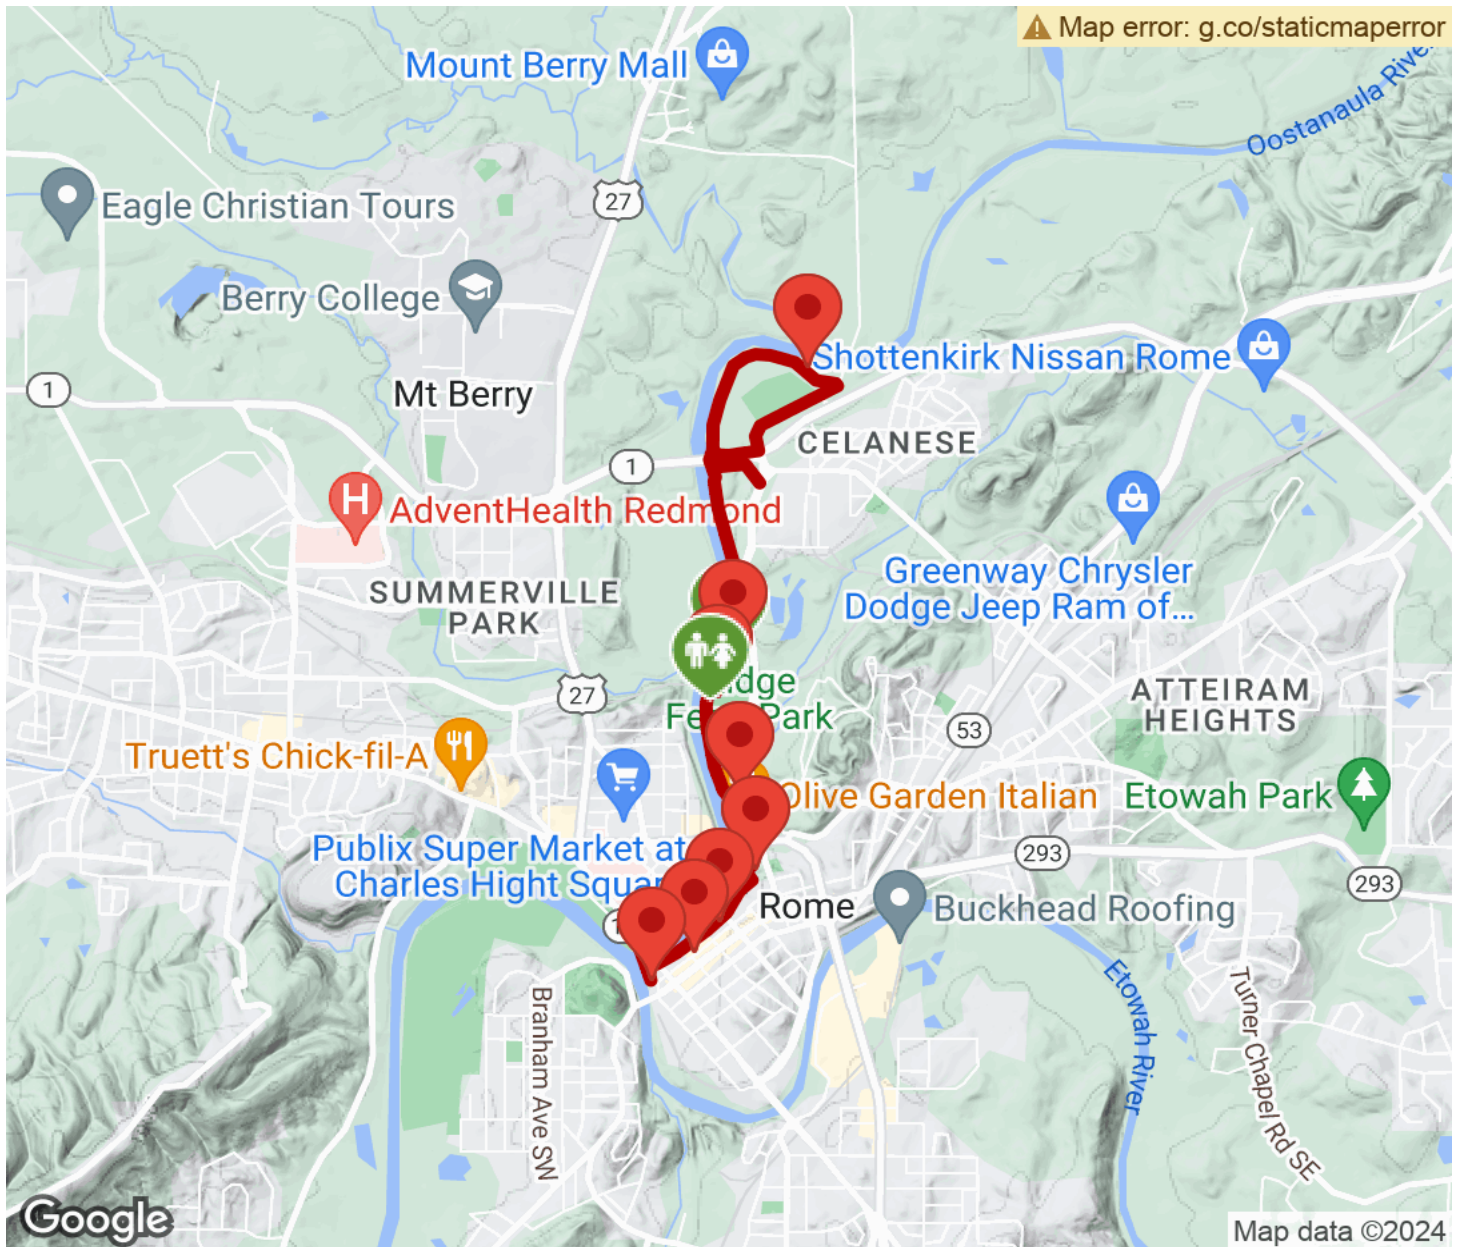 Map error: g.co/staticmaperror
Mount Berry Mall
Oostanaula River
27
Eagle Christian Tours
Berry College
Shottenkirk Nissan Rome
1
Mt Berry
CELANESE
1
H
AdventHealth Redmond
Greenway Chrysler
Dodge Jeep Ram of...
SUMMERVILLE
PARK
27
Park
ATTEIRAM
HEIGHTS
53
Truett's Chick-fil-A
Olive Garden Italian
Etowah Park
Publix Super Market at
Charles Hight Squar
293
293
Rome
Buckhead Roofing
Etowah River
Branham Ave SW
Turner Chapel Rd SE
Google
Map data ©2024